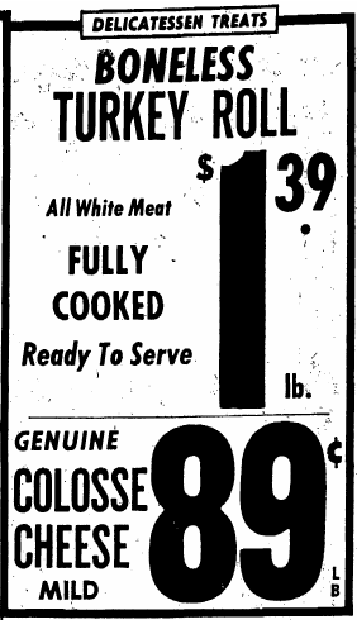 DELICATESSEN TREATS
BONELESS
TURKEY ROLL
$1 39
All White Meat
FULLY
COOKED
Ready To Serve
lb.
GENUINE
COLOSSE
CHEESE
MILD
89¢
LB